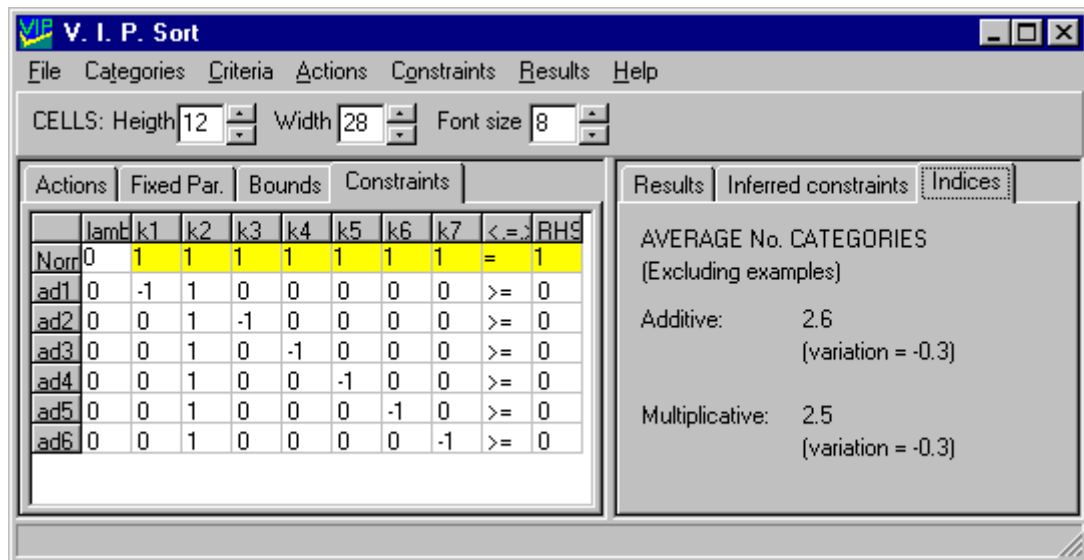 VIP V. I. P. Sort
File Categories Criteria Actions Constraints Results Help
CELLS: Heigth 12 Width 28 Font size 8
Actions Fixed Par. Bounds Constraints
lamb k1 k2 k3 k4 k5 k6 k7 <.=.> RHS
Norr 0 1 1 1 1 1 1 1 = 1
ad1 0 -1 1 0 0 0 0 0 >= 0
ad2 0 0 1 -1 0 0 0 0 >= 0
ad3 0 0 1 0 -1 0 0 0 >= 0
ad4 0 0 1 0 0 -1 0 0 >= 0
ad5 0 0 1 0 0 0 -1 0 >= 0
ad6 0 0 1 0 0 0 0 -1 >= 0
Results Inferred constraints Indices
AVERAGE No. CATEGORIES
(Excluding examples)
Additive: 2.6
(variation = -0.3)
Multiplicative: 2.5
(variation = -0.3)